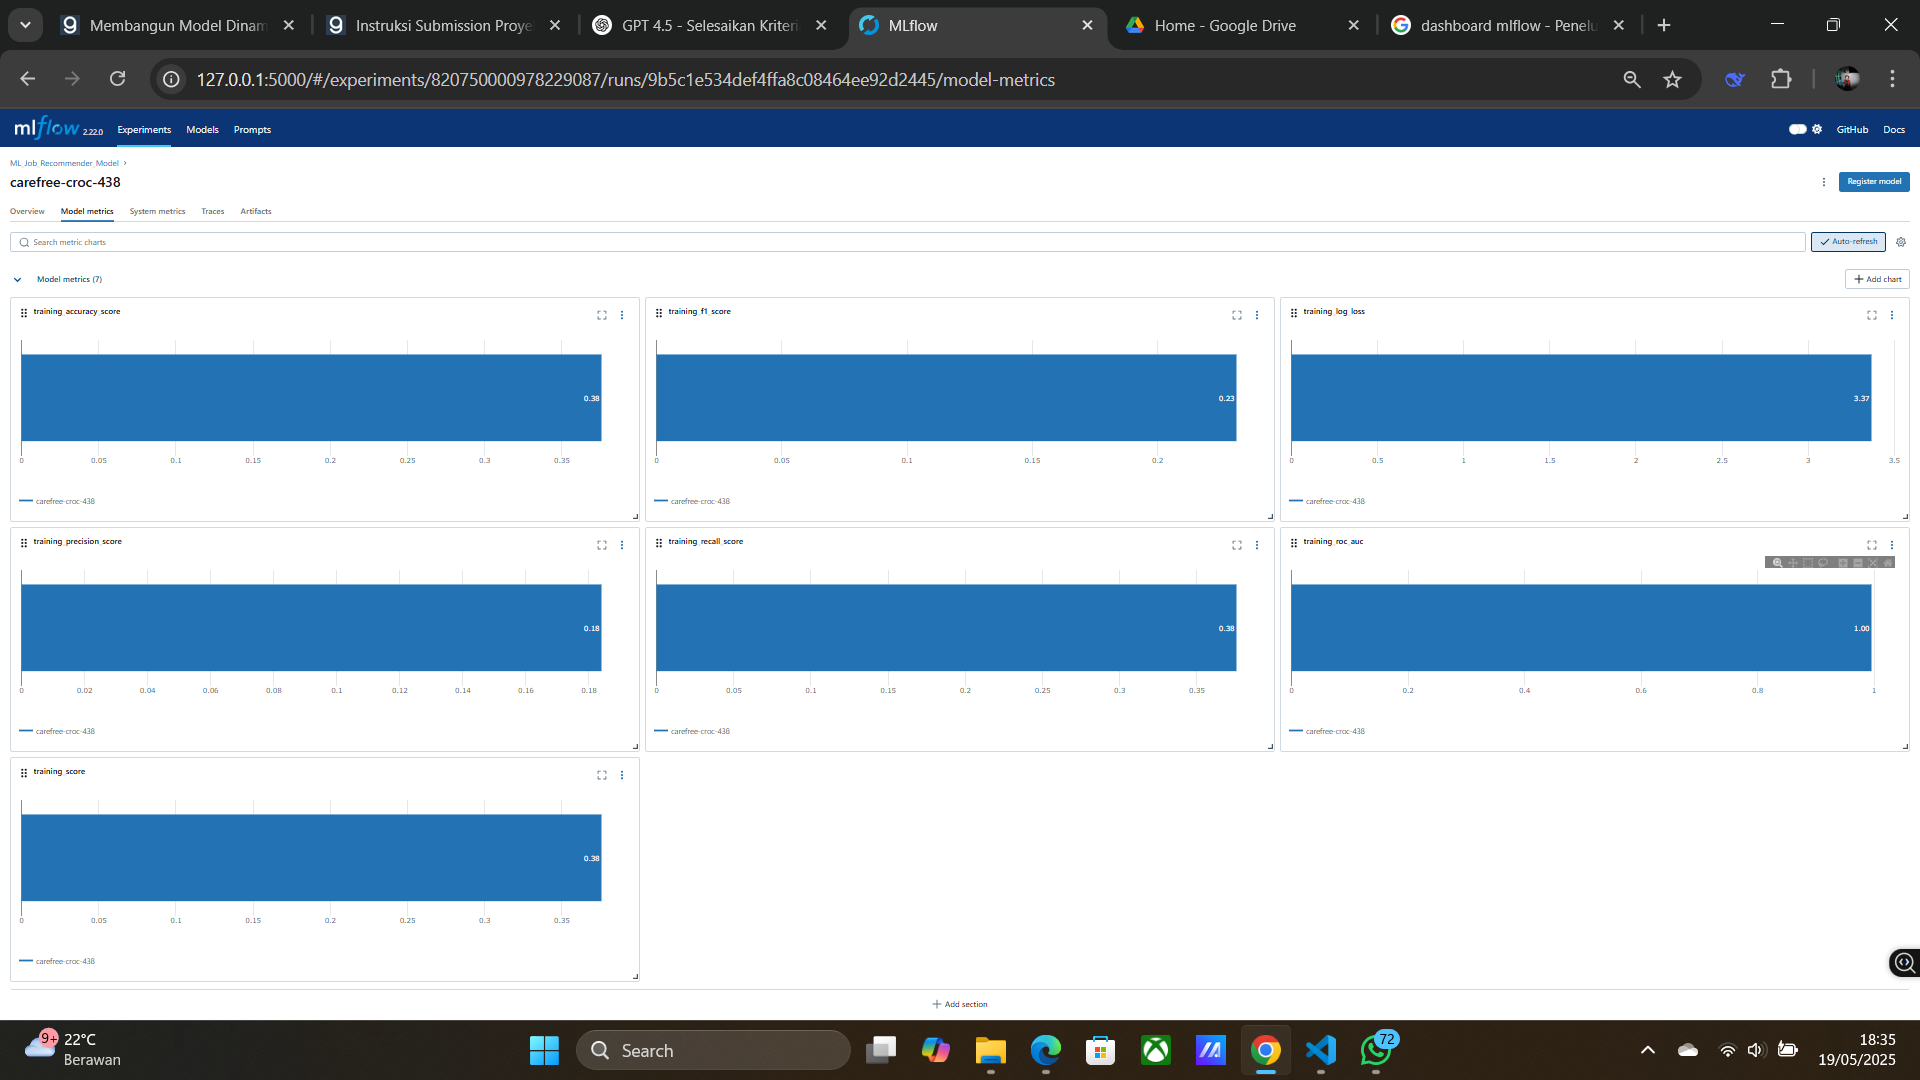 Membangun Model Dinam
Instruksi Submission Proye
GPT 4.5 - Selesaikan Kriteri
MLflow
Home - Google Drive
dashboard mlflow - Penelu
127.0.0.1:5000/#/experiments/820750000978229087/runs/9b5c1e534def4ffa8c08464ee92d2445/model-metrics
mlflow 2.22.0 Experiments Models Prompts GitHub Docs
ML_Job_Recommender_Model
carefree-croc-438
Register model
Overview Model metrics System metrics Traces Artifacts
Search metric charts
Auto-refresh
Model metrics (7)
Add chart
training_accuracy_score
0.38
0 0.05 0.1 0.15 0.2 0.25 0.3 0.35
carefree-croc-438
training_f1_score
0.23
0 0.05 0.1 0.15 0.2
carefree-croc-438
training_log_loss
3.37
0 0.5 1 1.5 2 2.5 3 3.5
carefree-croc-438
training_precision_score
0.18
0 0.02 0.04 0.06 0.08 0.1 0.12 0.14 0.16 0.18
carefree-croc-438
training_recall_score
0.38
0 0.05 0.1 0.15 0.2 0.25 0.3 0.35
carefree-croc-438
training_roc_auc
1.00
0 0.2 0.4 0.6 0.8 1
carefree-croc-438
training_score
0.38
0 0.05 0.1 0.15 0.2 0.25 0.3 0.35
carefree-croc-438
Add section
9+
22°C
Berawan
Search
72
18:35
19/05/2025